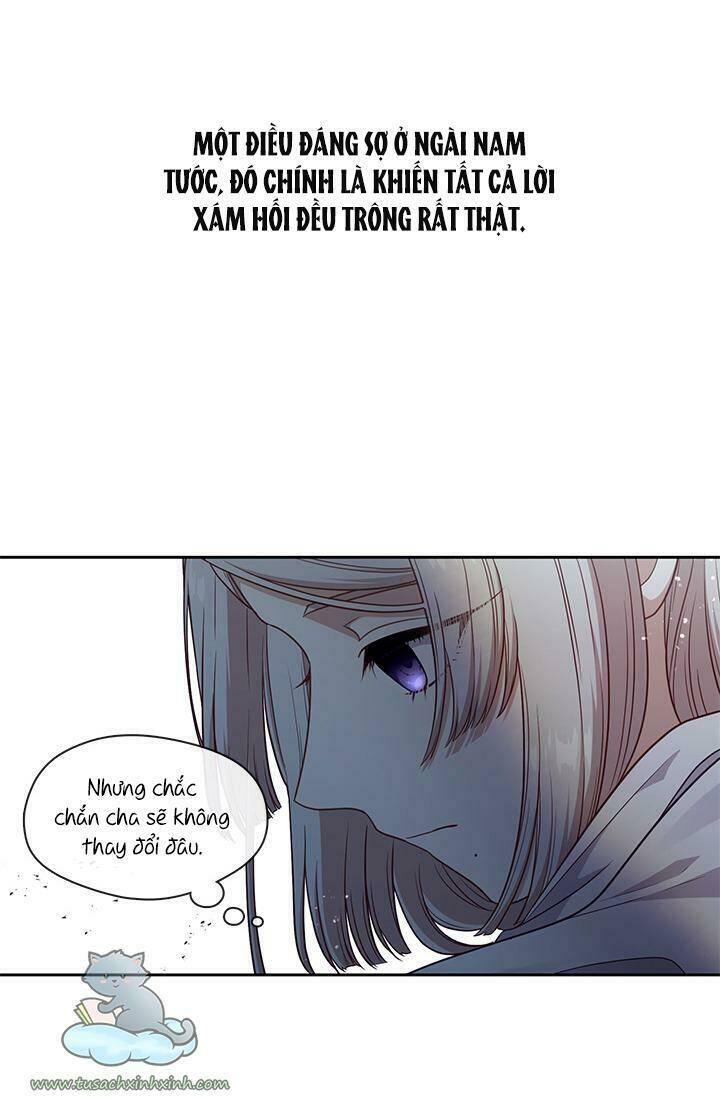 MỘT ĐIỀU ĐÁNG SỢ Ở NGÀI NAM
TƯỚC, ĐÓ CHÍNH LÀ KHIẾN TẤT CẢ LỜI
XÁM HỐI ĐỀU TRÔNG RẤT THẬT.
Nhưng chắc
chắn cha sẽ không
thay đổi đâu.
www.tusachxinhxinh.com